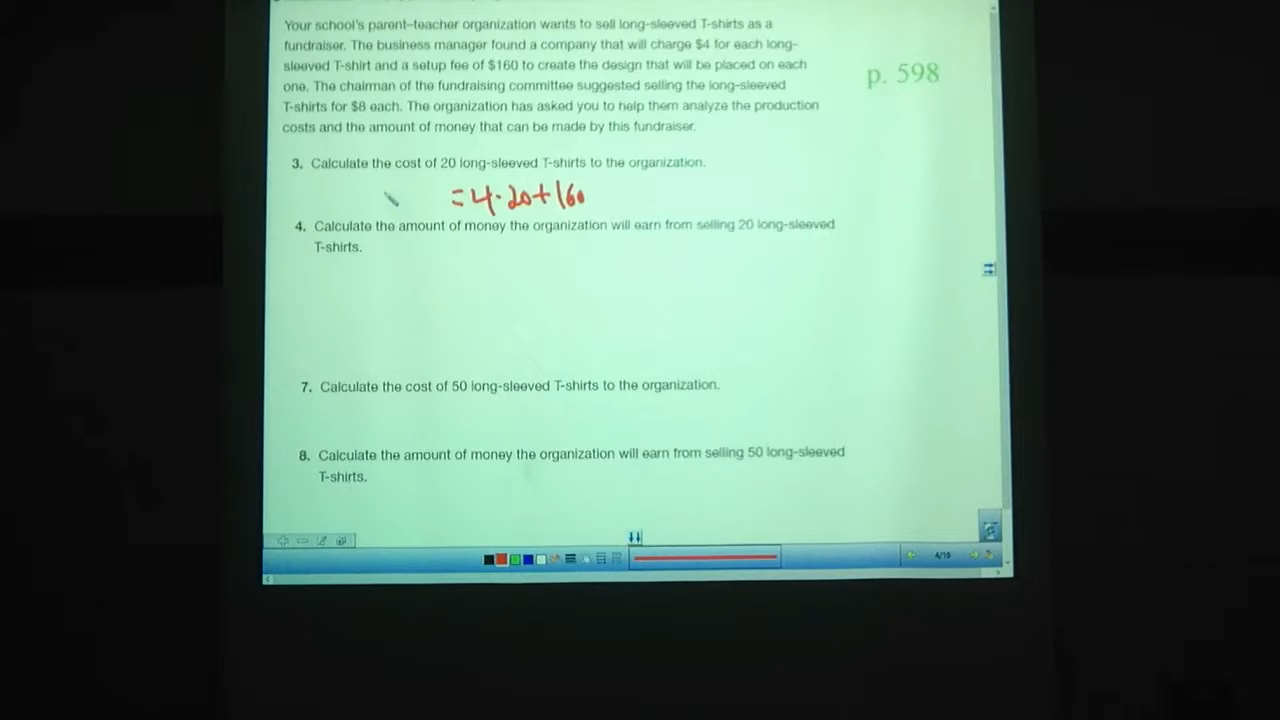 Your school's parent–teacher organization wants to sell long-sleeved T-shirts as a
fundraiser. The business manager found a company that will charge $4 for each long-
sleeved T-shirt and a setup fee of $160 to create the design that will be placed on each
one. The chairman of the fundraising committee suggested selling the long-sleeved
T-shirts for $8 each. The organization has asked you to help them analyze the production
costs and the amount of money that can be made by this fundraiser.
p. 598
3. Calculate the cost of 20 long-sleeved T-shirts to the organization.
= 4·20+160
4. Calculate the amount of money the organization will earn from selling 20 long-sleeved
T-shirts.
7. Calculate the cost of 50 long-sleeved T-shirts to the organization.
8. Calculate the amount of money the organization will earn from selling 50 long-sleeved
T-shirts.
4/10